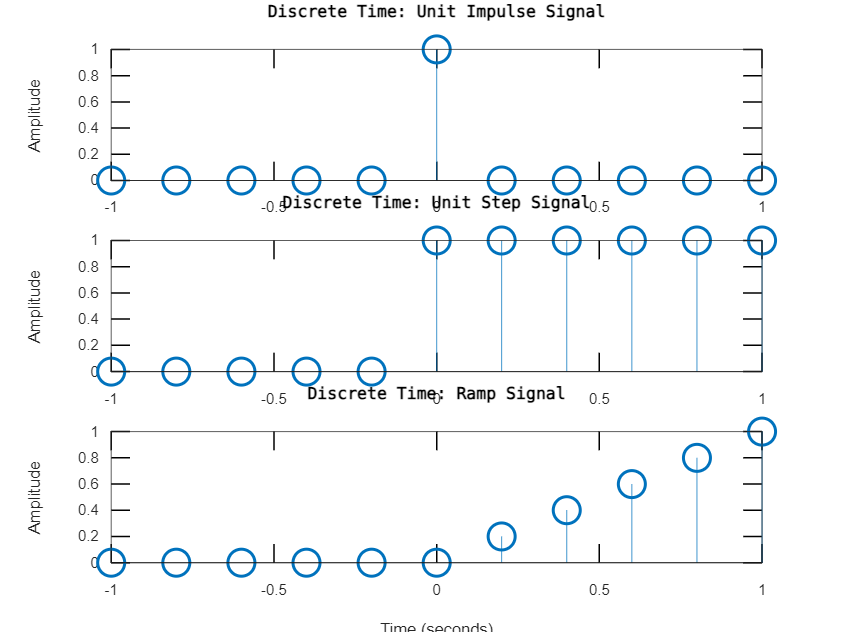 Discrete Time: Unit Impulse Signal
1
0.8
0.6
0.4
0.2
0
Amplitude
-1 -0.5 0 0.5 1
Discrete Time: Unit Step Signal
1
0.8
0.6
0.4
0.2
0
Amplitude
-1 -0.5 0 0.5 1
Discrete Time: Ramp Signal
1
0.8
0.6
0.4
0.2
0
Amplitude
-1 -0.5 0 0.5 1
Time (seconds)